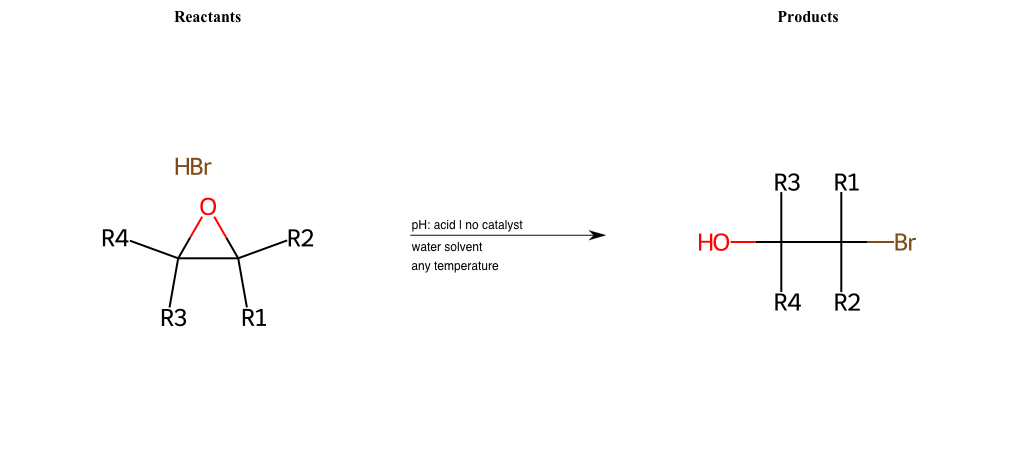 Reactants
Products
HBr
O
R4
R2
R3
R1
pH: acid | no catalyst
water solvent
any temperature
R3
R1
HO
Br
R4
R2